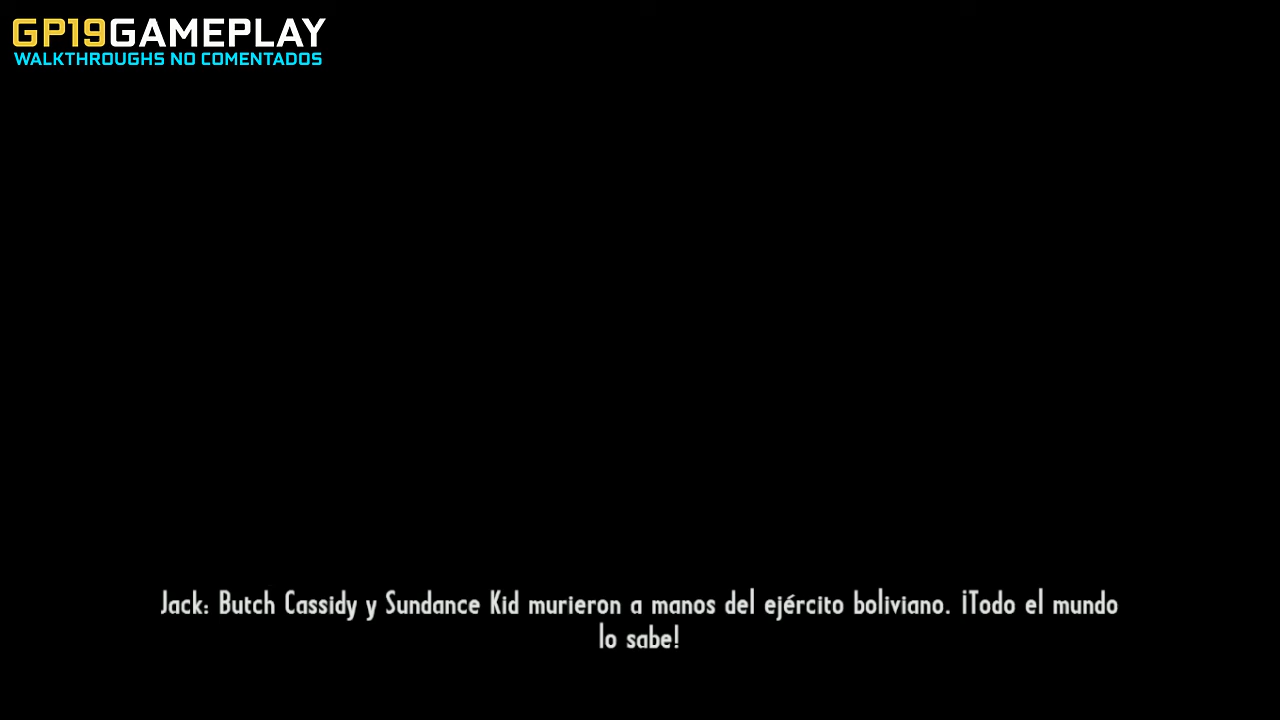 GP19GAMEPLAY
WALKTHROUGHS NO COMENTADOS
Jack: Butch Cassidy y Sundance Kid murieron a manos del ejército boliviano. ¡Todo el mundo
lo sabe!